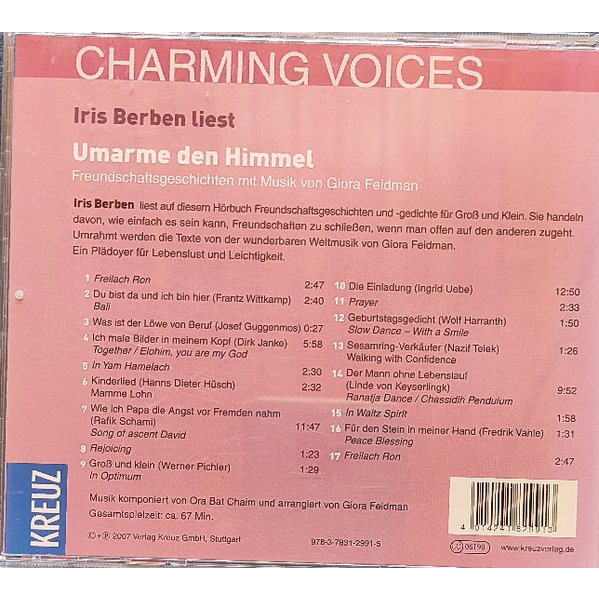 CHARMING VOICES
Iris Berben liest
Umarme den Himmel
Freundschaftsgeschichten mit Musik von Giora Feidman
Iris Berben liest auf diesem Hörbuch Freundschaftsgeschichten und -gedichte für Groß und Klein. Sie handeln
davon, wie einfach es sein kann, Freundschaften zu schließen, wenn man offen auf den anderen zugeht.
Umrahmt werden die Texte von der wunderbaren Weltmusik von Giora Feidman.
Ein Plädoyer für Lebenslust und Leichtigkeit.
1 Freilach Ron 2:47
2 Du bist da und ich bin hier (Frantz Wittkamp) 2:40
Bali
3 Was ist der Löwe von Beruf (Josef Guggenmos) 0:27
4 Ich male Bilder in meinem Kopf (Dirk Janke) 5:58
Together / Elohim, you are my God
5 In Yam Hamelach 2:30
6 Kinderlied (Hanns Dieter Hüsch) 2:32
Mamme Lohn
7 Wie ich Papa die Angst vor Fremden nahm
(Rafik Schami) 11:47
Song of ascent David
8 Rejoicing 1:23
9 Groß und klein (Werner Pichler) 1:29
In Optimum
10 Die Einladung (Ingrid Uebe) 12:50
11 Prayer 2:33
12 Geburtstagsgedicht (Wolf Harranth) 1:50
Slow Dance – With a Smile
13 Sesamring-Verkäufer (Nazif Telek) 1:26
Walking with Confidence
14 Der Mann ohne Lebenslauf
(Linde von Keyserlingk) 9:52
Ranatja Dance / Chassidih Pendulum
15 In Waltz Spirit 1:58
16 Für den Stein in meiner Hand (Fredrik Vahle) 1:31
Peace Blessing
17 Freilach Ron 2:47
Musik komponiert von Ora Bat Chaim und arrangiert von Giora Feidman
Gesamtspielzeit: ca. 67 Min.
KREUZ
©+℗ 2007 Verlag Kreuz GmbH, Stuttgart
978-3-7831-2991-5
www.kreuzverlag.de